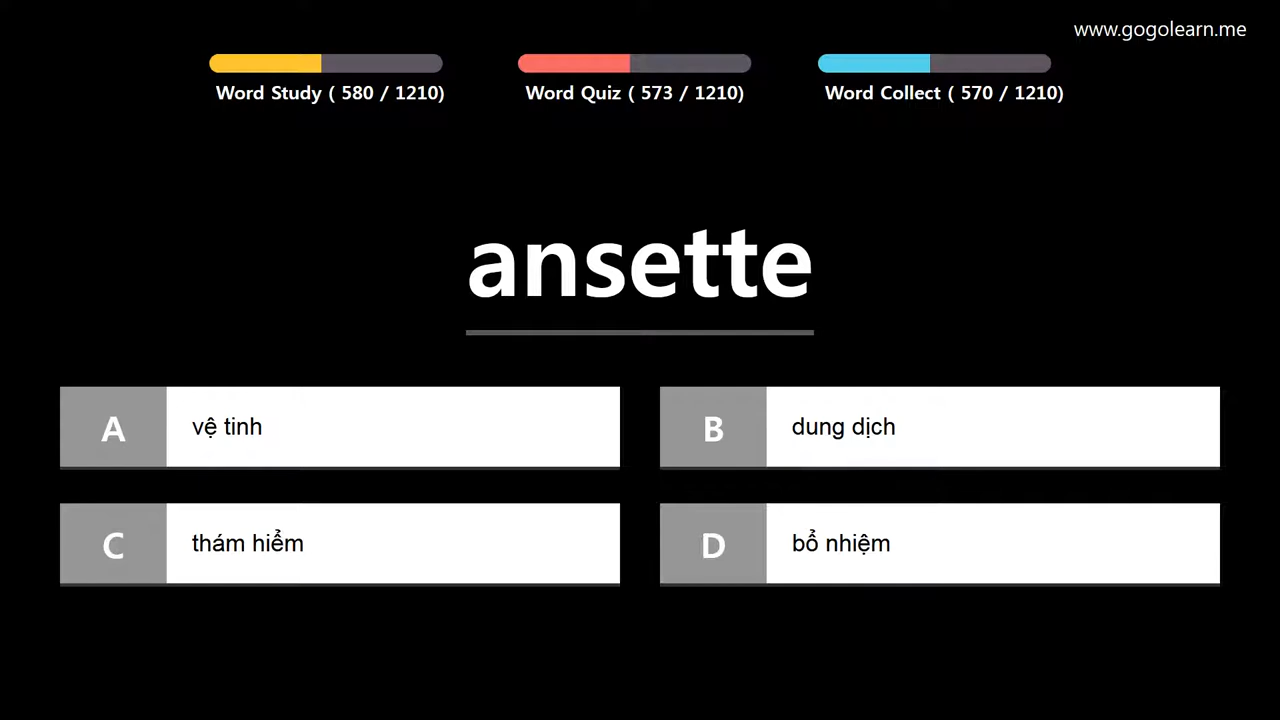 www.gogolearn.me
Word Study ( 580 / 1210)
Word Quiz ( 573 / 1210)
Word Collect ( 570 / 1210)
ansette
A vệ tinh
B dung dịch
C thám hiểm
D bổ nhiệm